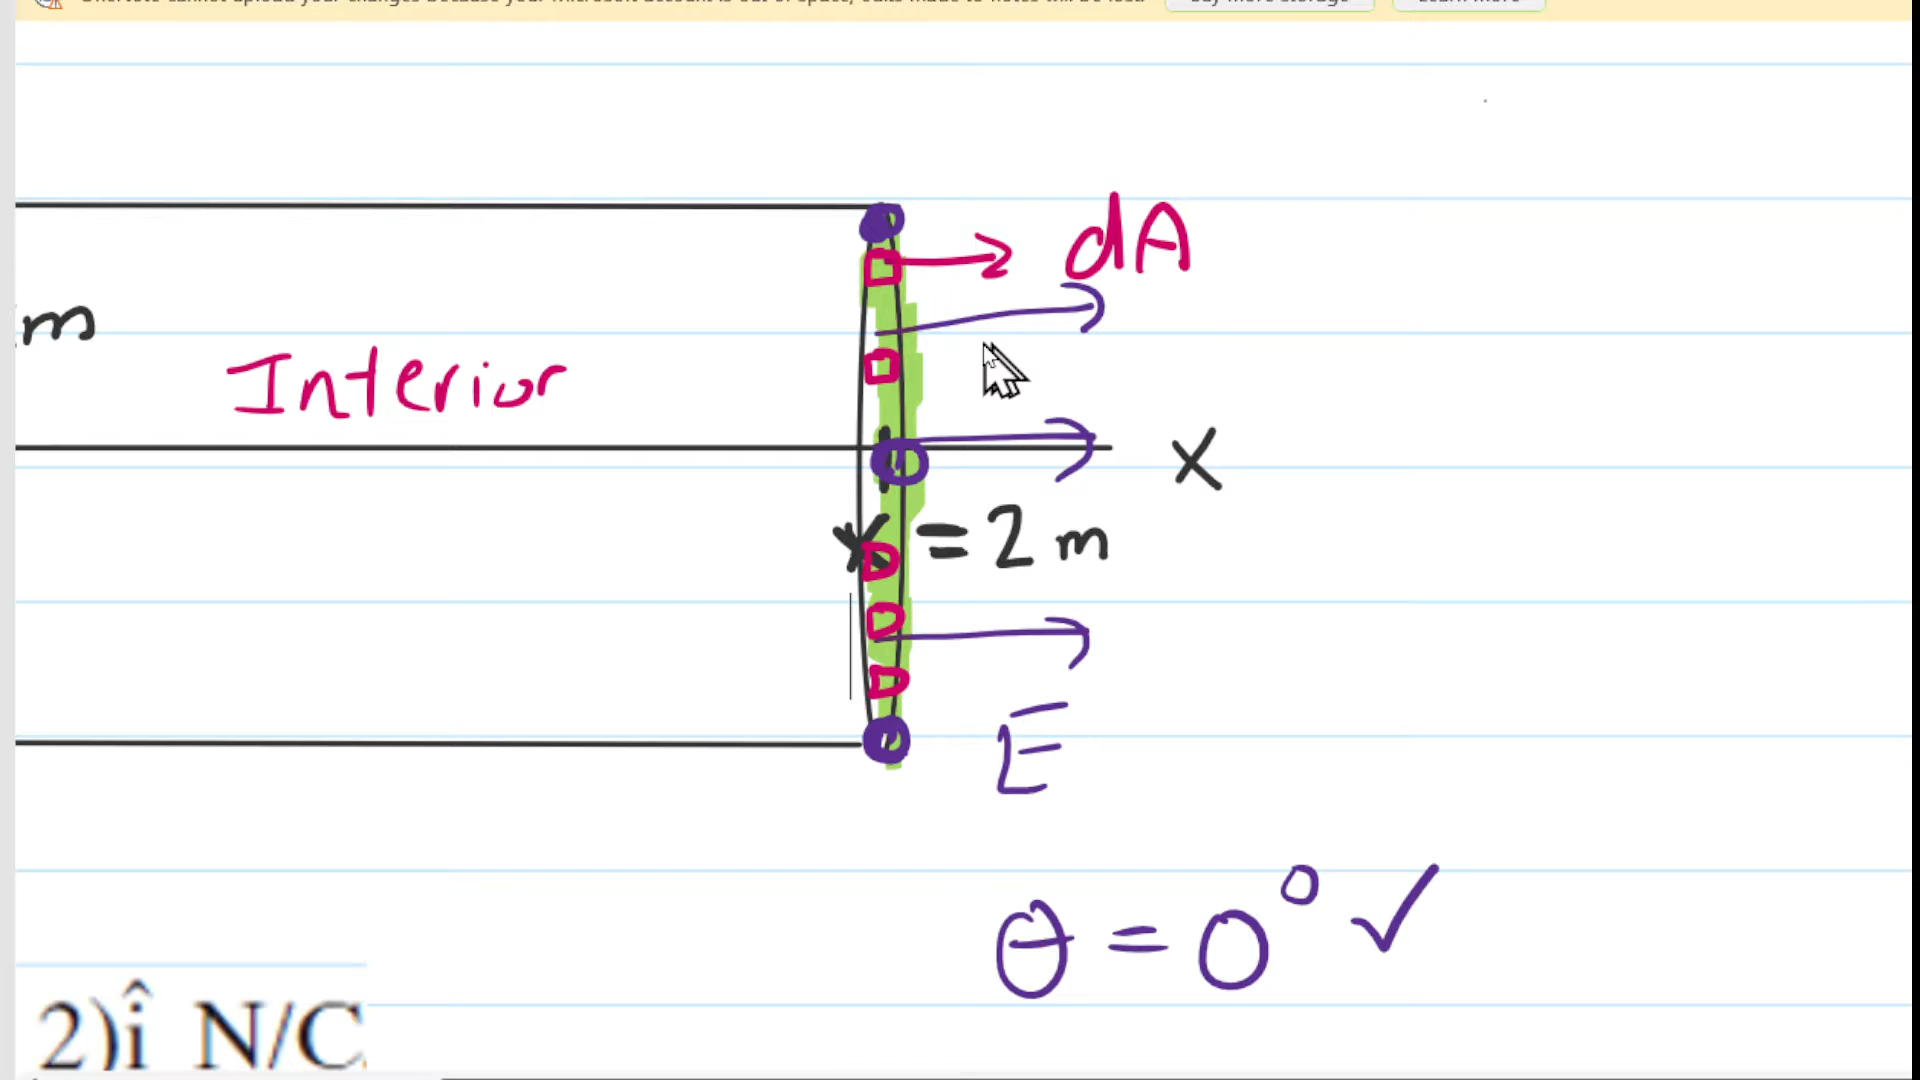 dA
m
Interior
x
x = 2 m
E
θ = 0° ✓
2)î N/C